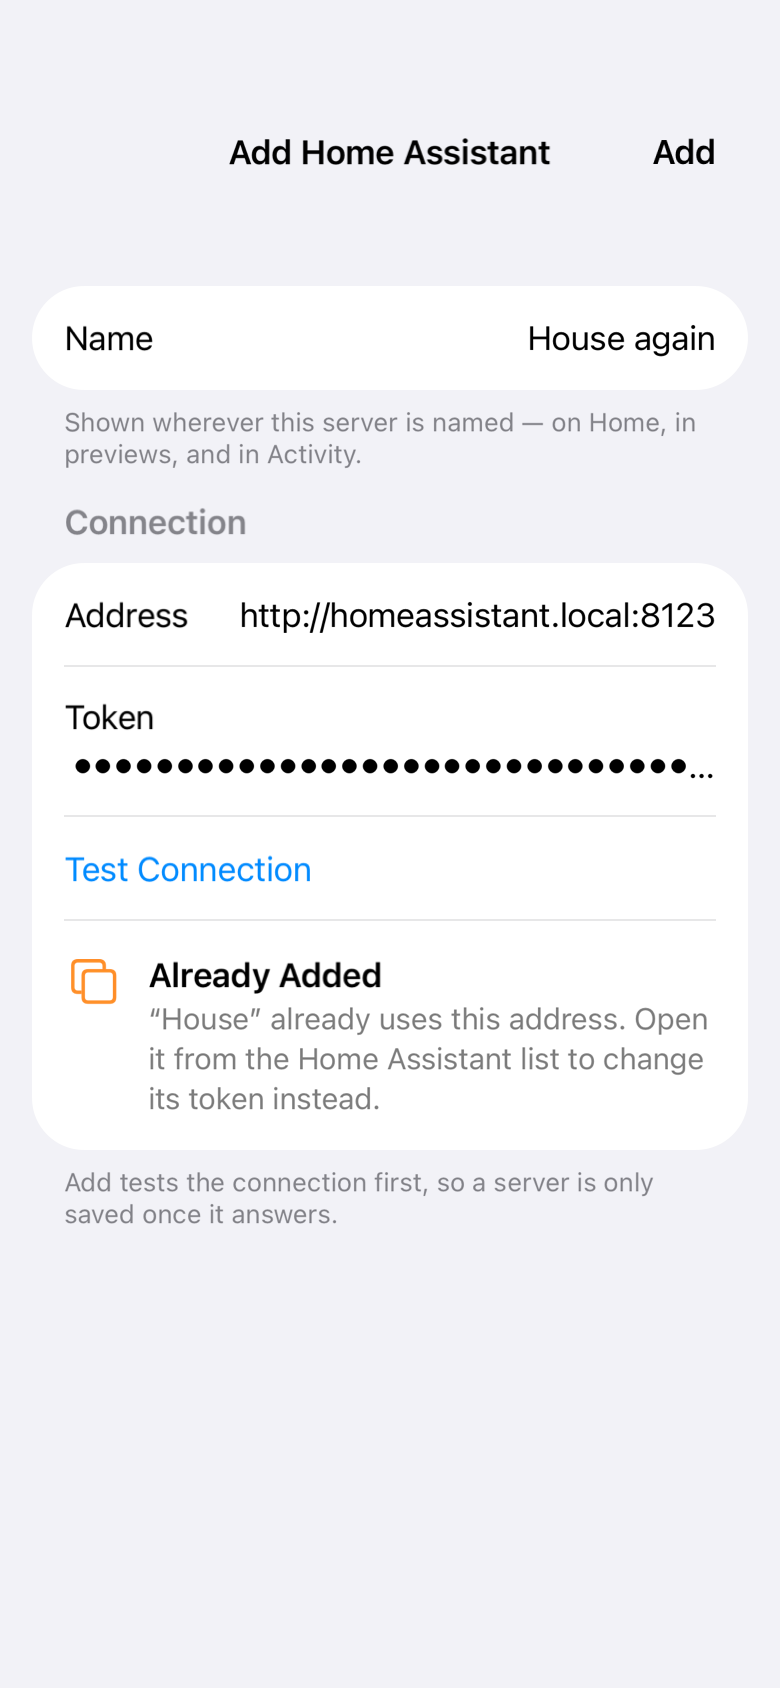 Add Home Assistant
Add
Name
House again
Shown wherever this server is named — on Home, in
previews, and in Activity.
Connection
Address
http://homeassistant.local:8123
Token
••••••••••••••••••••••••••••••...
Test Connection
Already Added
“House” already uses this address. Open
it from the Home Assistant list to change
its token instead.
Add tests the connection first, so a server is only
saved once it answers.